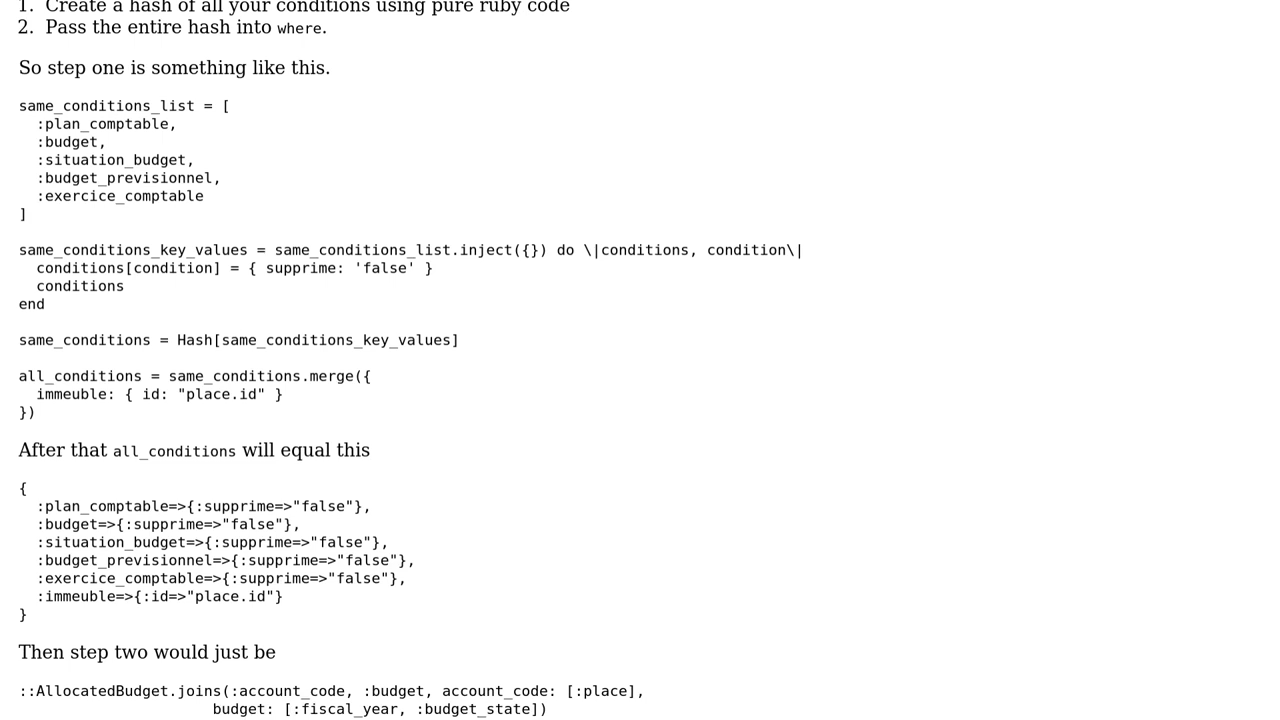 1. Create a hash of all your conditions using pure ruby code
2. Pass the entire hash into where.
So step one is something like this.
same_conditions_list = [
  :plan_comptable,
  :budget,
  :situation_budget,
  :budget_previsionnel,
  :exercice_comptable
]
same_conditions_key_values = same_conditions_list.inject({}) do \|conditions, condition\|
  conditions[condition] = { supprime: 'false' }
  conditions
end
same_conditions = Hash[same_conditions_key_values]
all_conditions = same_conditions.merge({
  immeuble: { id: "place.id" }
})
After that all_conditions will equal this
{
  :plan_comptable=>{:supprime=>"false"},
  :budget=>{:supprime=>"false"},
  :situation_budget=>{:supprime=>"false"},
  :budget_previsionnel=>{:supprime=>"false"},
  :exercice_comptable=>{:supprime=>"false"},
  :immeuble=>{:id=>"place.id"}
}
Then step two would just be
::AllocatedBudget.joins(:account_code, :budget, account_code: [:place],
                      budget: [:fiscal_year, :budget_state])